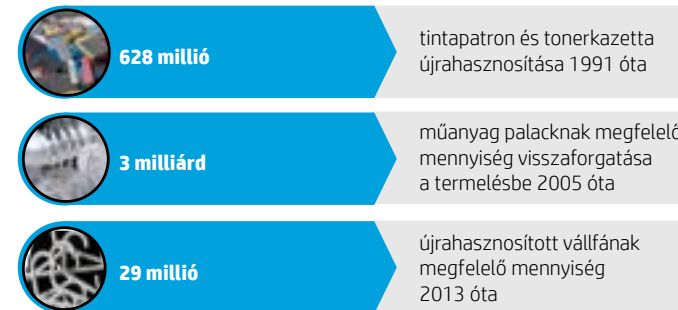 628 millió
tintapatron és tonerkazetta
újrahasznosítása 1991 óta
3 milliárd
műanyag palacknak megfelelő
mennyiség visszaforgatása
a termelésbe 2005 óta
29 millió
újrahasznosított vállfának
megfelelő mennyiség
2013 óta